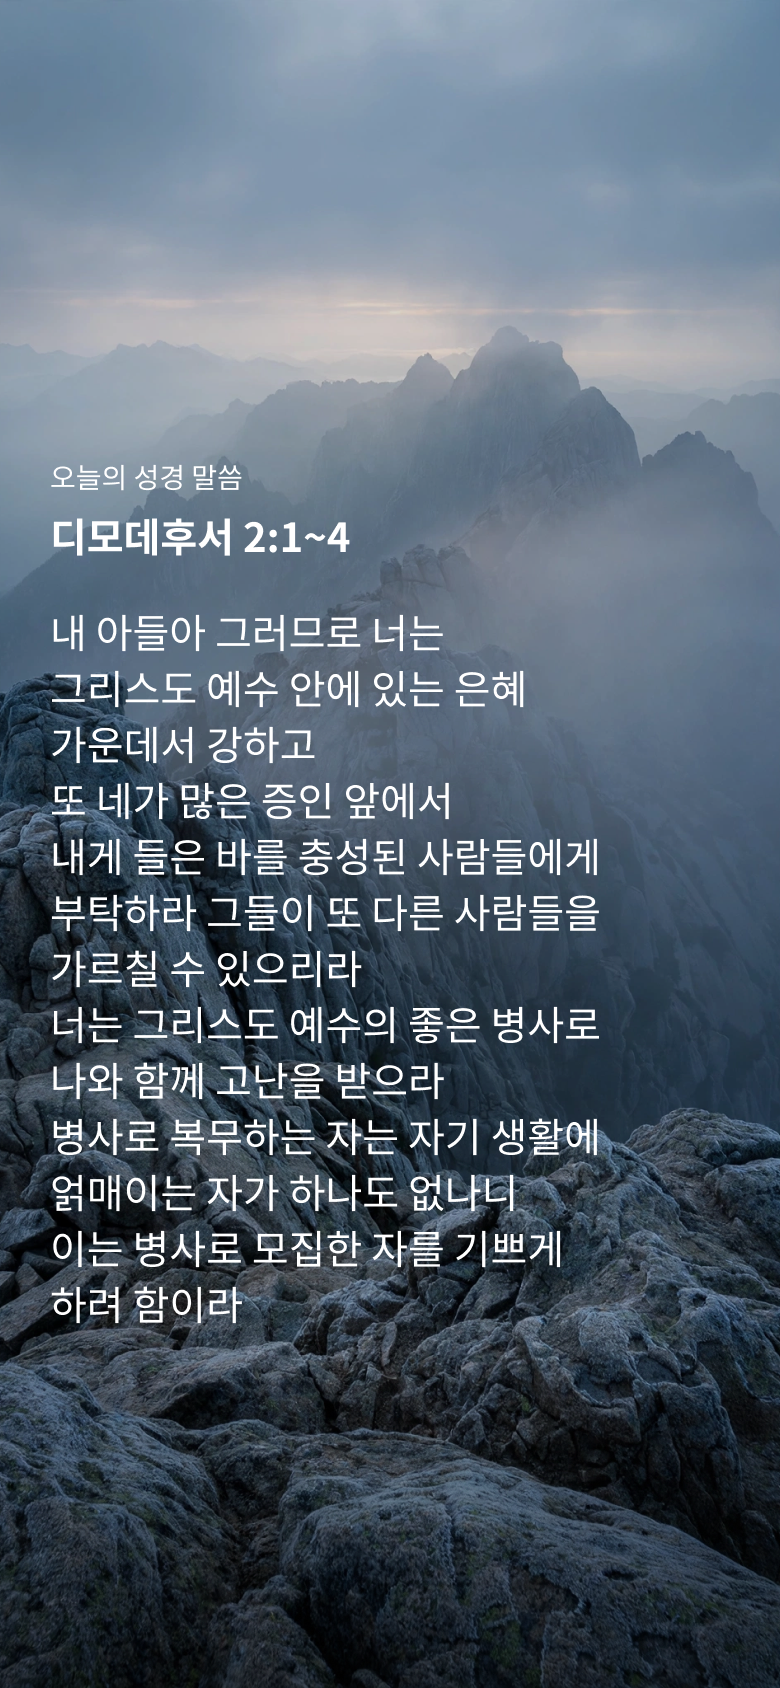 오늘의 성경 말씀
디모데후서 2:1~4
내 아들아 그러므로 너는
그리스도 예수 안에 있는 은혜
가운데서 강하고
또 네가 많은 증인 앞에서
내게 들은 바를 충성된 사람들에게
부탁하라 그들이 또 다른 사람들을
가르칠 수 있으리라
너는 그리스도 예수의 좋은 병사로
나와 함께 고난을 받으라
병사로 복무하는 자는 자기 생활에
얽매이는 자가 하나도 없나니
이는 병사로 모집한 자를 기쁘게
하려 함이라